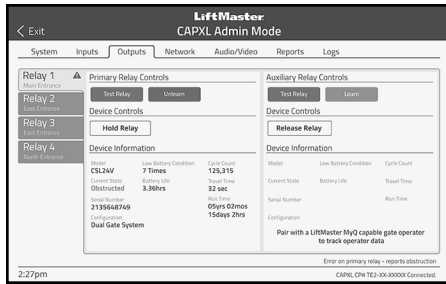 LiftMaster
< Exit
CAPXL Admin Mode
System Inputs Outputs Network Audio/Video Reports Logs
Relay 1
Main Entrance
Relay 2
East Entrance
Relay 3
East Entrance
Relay 4
North Entrance
Primary Relay Controls
Test Relay Unlearn
Device Controls
Hold Relay
Device Information
Model Low Battery Condition Cycle Count
CSL24V 7 Times 125,315
Current State Battery Life Travel Time
Obstructed 3.36hrs 32 sec
Serial Number Run Time
2135648749 05yrs 02mos
15days 2hrs
Configuration
Dual Gate System
Auxiliary Relay Controls
Test Relay Learn
Device Controls
Release Relay
Device Information
Model Low Battery Condition Cycle Count
Current State Battery Life Travel Time
Serial Number Run Time
Configuration
Pair with a LiftMaster MyQ capable gate operator
to track operator data
Error on primary relay - reports obstruction
2:27pm
CAPXL CP# TE2-XX-XXXXX Connected.